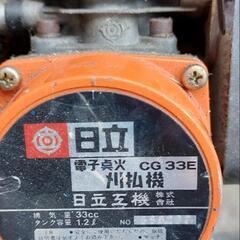 日立
電子点火 CG 33E
刈払機
日立工機 株式会社
排気量 33cc
タンク容量 1.2ℓ NO